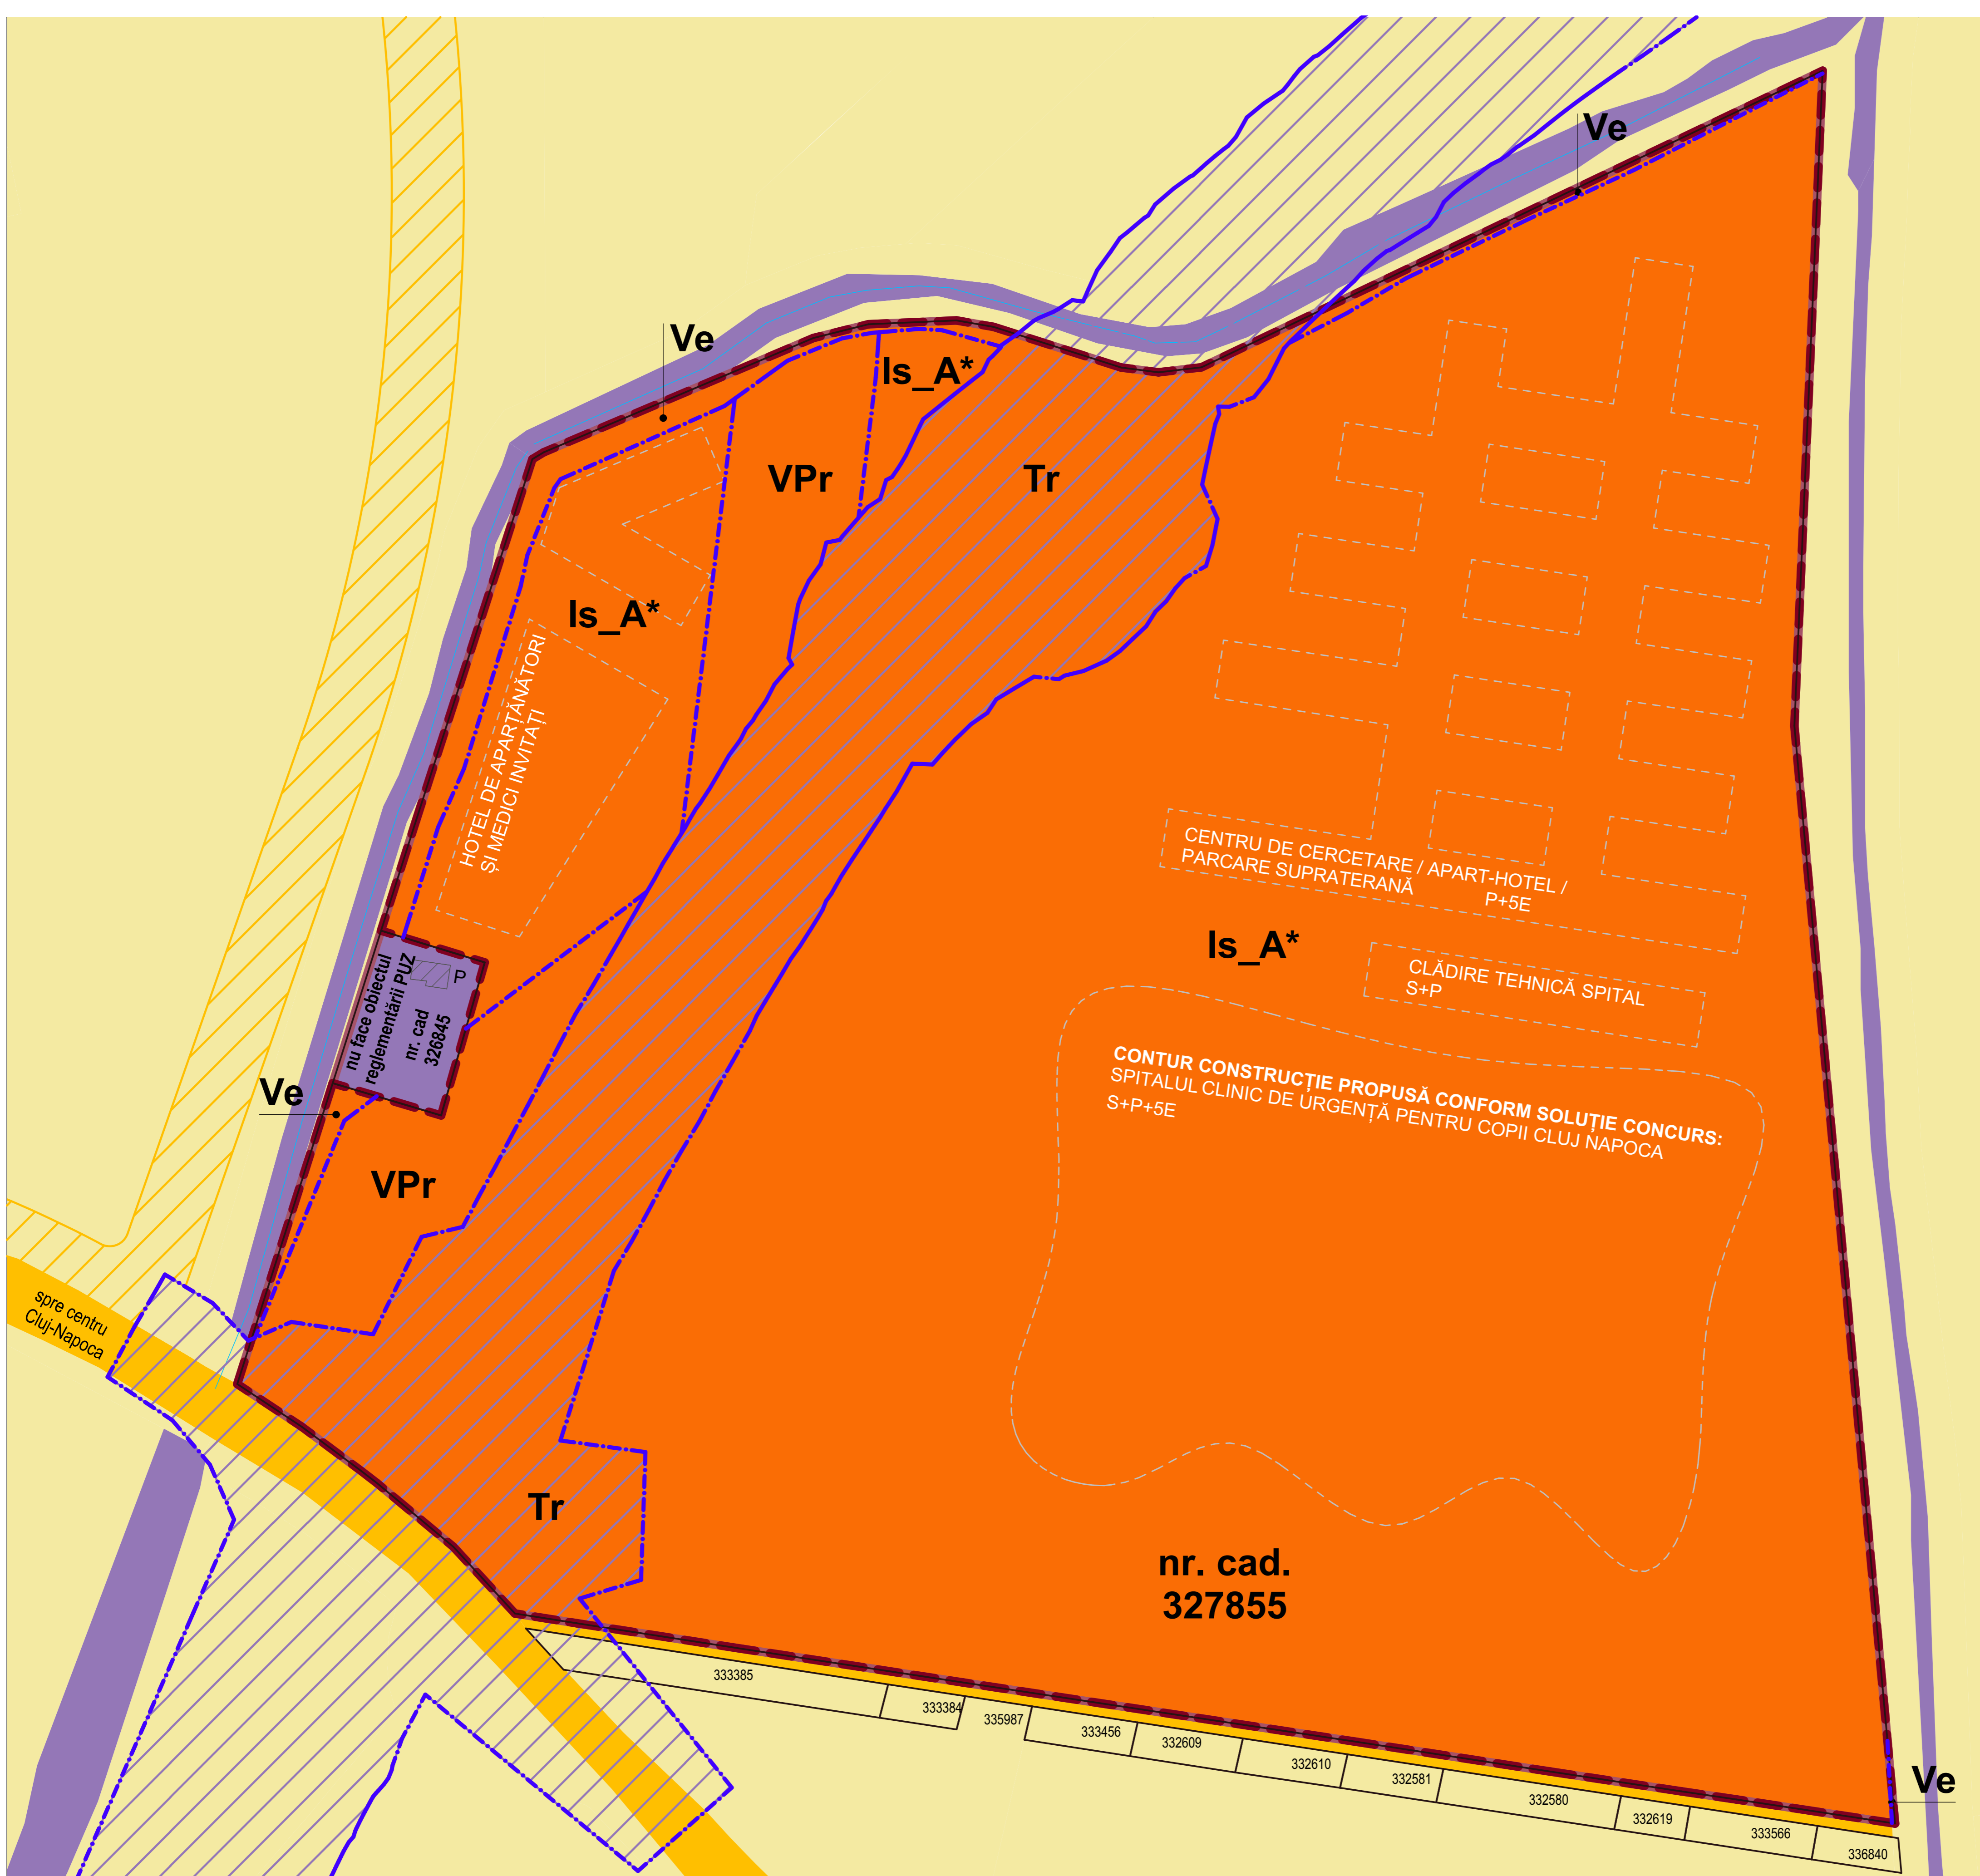 Ve
Ve
Is_A*
VPr
Tr
Is_A*
HOTEL DE APARȚĂNĂTORI
ȘI MEDICI INVITAȚI
CENTRU DE CERCETARE / APART-HOTEL /
PARCARE SUPRATERANĂ
P+5E
Is_A*
CLĂDIRE TEHNICĂ SPITAL
S+P
nu face obiectul
reglementării PUZ
nr. cad
326845
P
CONTUR CONSTRUCȚIE PROPUSĂ CONFORM SOLUȚIE CONCURS:
SPITALUL CLINIC DE URGENȚĂ PENTRU COPII CLUJ NAPOCA
S+P+5E
Ve
VPr
spre centru
Cluj-Napoca
Tr
nr. cad.
327855
333385
333384
335987
333456
332609
332610
332581
332580
332619
333566
336840
Ve